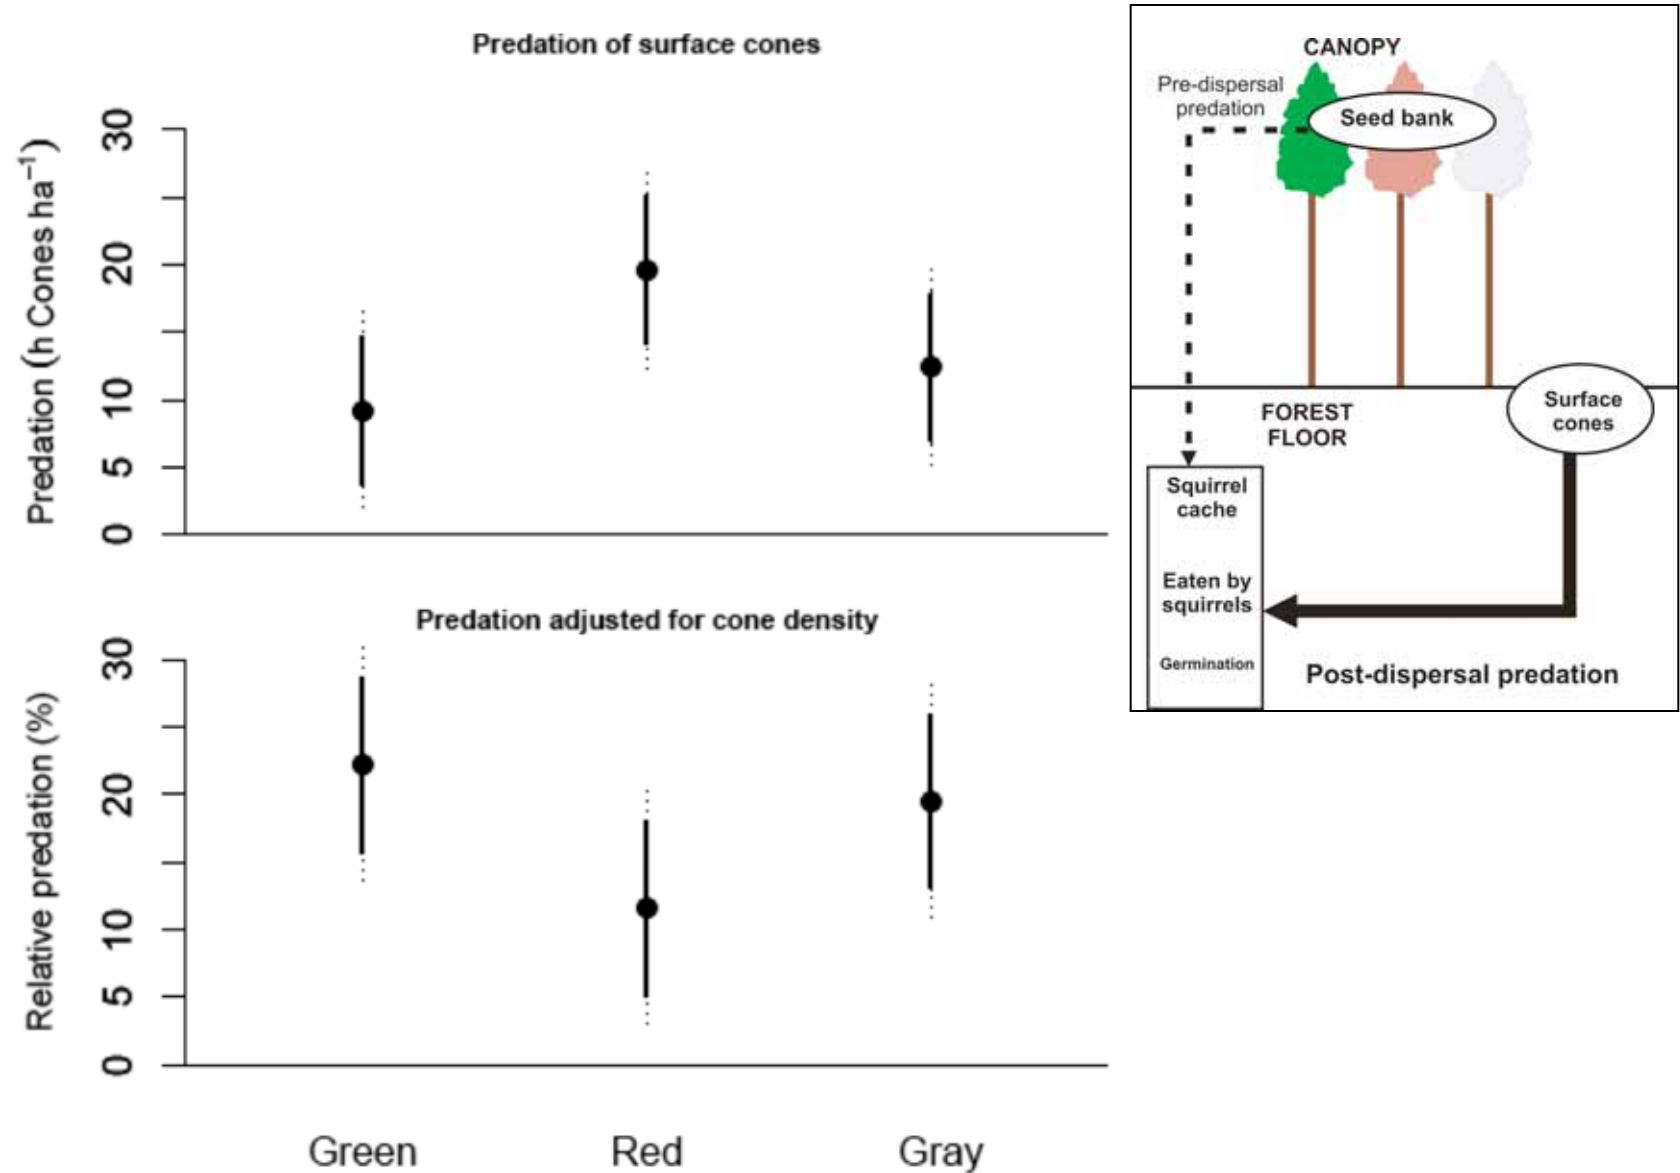 Predation of surface cones
Predation (h Cones ha⁻¹)
30
20
10
5
0
Predation adjusted for cone density
Relative predation (%)
30
20
10
5
0
Green Red Gray
CANOPY
Pre-dispersal
predation
Seed bank
FOREST
FLOOR
Surface
cones
Squirrel
cache
Eaten by
squirrels
Germination
Post-dispersal predation